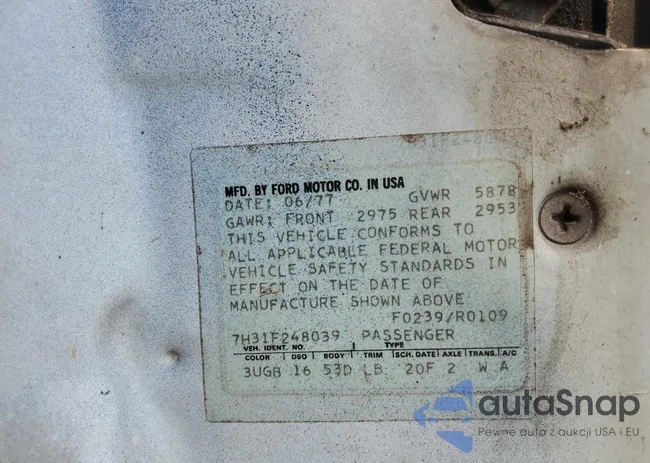 MFD. BY FORD MOTOR CO. IN USA
DATE: 06/77 GVWR 5878
GAWR: FRONT 2975 REAR 2953
THIS VEHICLE CONFORMS TO
ALL APPLICABLE FEDERAL MOTOR
VEHICLE SAFETY STANDARDS IN
EFFECT ON THE DATE OF
MANUFACTURE SHOWN ABOVE
F0239/R0109
7H31F248039 PASSENGER
VEH. IDENT. NO. TYPE
COLOR DSO BODY TRIM SCH. DATE AXLE TRANS. A/C
3UGB 16 53D LB 20F 2 W A
autoSnap
Pewne auto z aukcji USA i EU